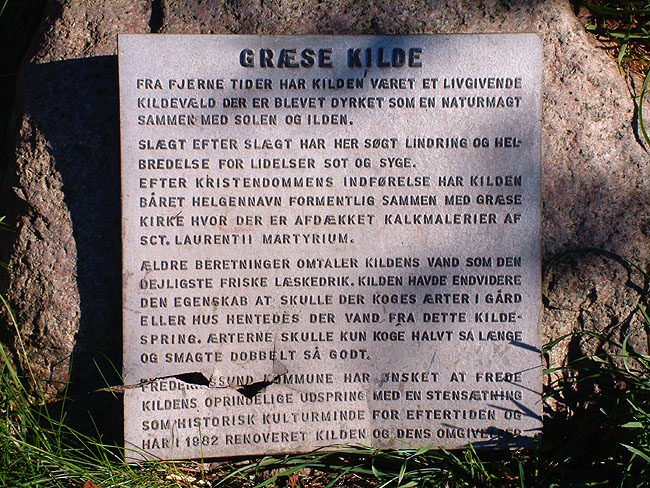 GRÆSE KILDE
FRA FJERNE TIDER HAR KILDEN VÆRET ET LIVGIVENDE
KILDEVÆLD DER ER BLEVET DYRKET SOM EN NATURMAGT
SAMMEN MED SOLEN OG ILDEN.
SLÆGT EFTER SLÆGT HAR HER SØGT LINDRING OG HEL-
BREDELSE FOR LIDELSER SOT OG SYGE.
EFTER KRISTENDOMMENS INDFØRELSE HAR KILDEN
BÅRET HELGENNAVN FORMENTLIG SAMMEN MED GRÆSE
KIRKE HVOR DER ER AFDÆKKET KALKMALERIER AF
SCT. LAURENTII MARTYRIUM.
ÆLDRE BERETNINGER OMTALER KILDENS VAND SOM DEN
DEJLIGSTE FRISKE LÆSKEDRIK. KILDEN HAVDE ENDVIDERE
DEN EGENSKAB AT SKULLE DER KOGES ÆRTER I GÅRD
ELLER HUS HENTEDES DER VAND FRA DETTE KILDE-
SPRING. ÆRTERNE SKULLE KUN KOGE HALVT SÅ LÆNGE
OG SMAGTE DOBBELT SÅ GODT.
FREDERIKSSUND KOMMUNE HAR ØNSKET AT FREDE
KILDENS OPRINDELIGE UDSPRING MED EN STENSÆTNING
SOM HISTORISK KULTURMINDE FOR EFTERTIDEN OG
HAR I 1982 RENOVERET KILDEN OG DENS OMGIVELSER.